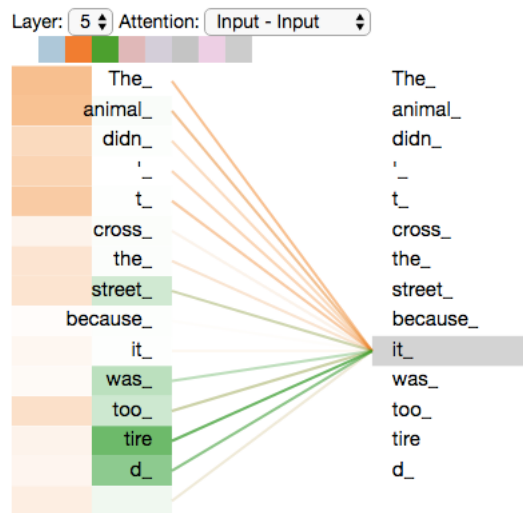 Layer: 5 Attention: Input - Input
The_ The_
animal_ animal_
didn_ didn_
'_ '_
t_ t_
cross_ cross_
the_ the_
street_ street_
because_ because_
it_ it_
was_ was_
too_ too_
tire tire
d_ d_